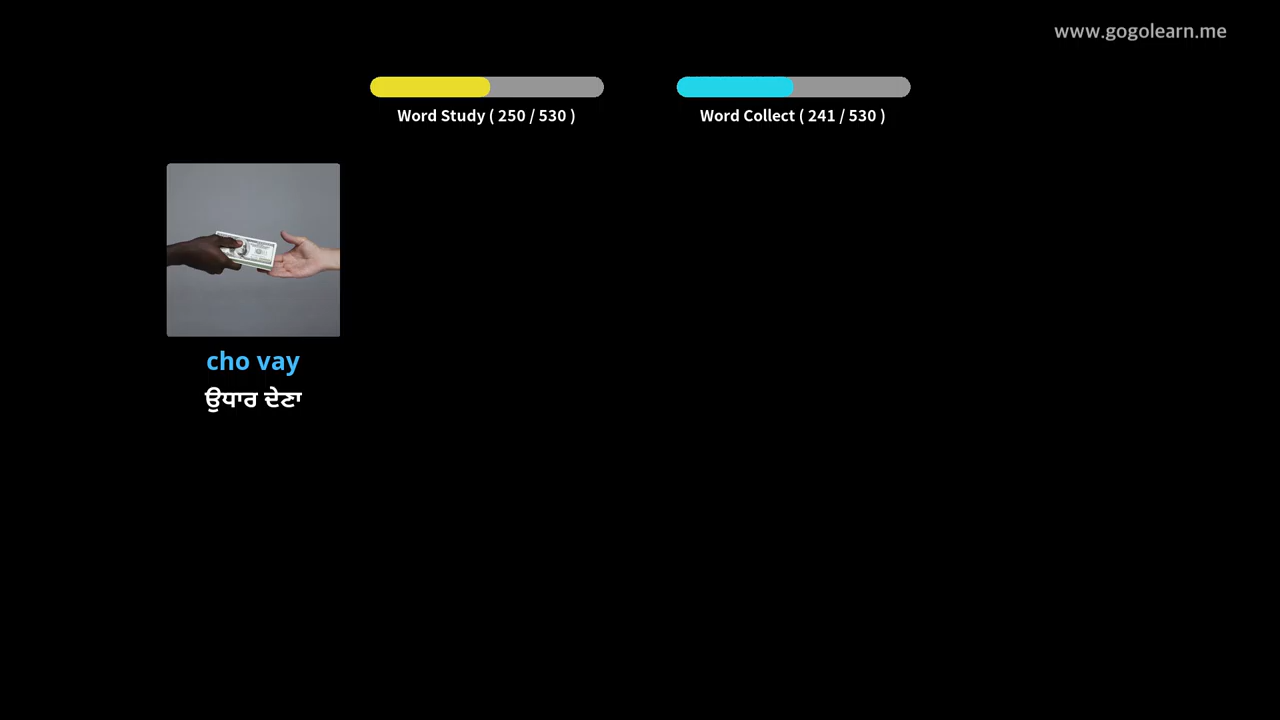 www.gogolearn.me
Word Study ( 250 / 530 )
Word Collect ( 241 / 530 )
cho vay
ਉਧਾਰ ਦੇਣਾ